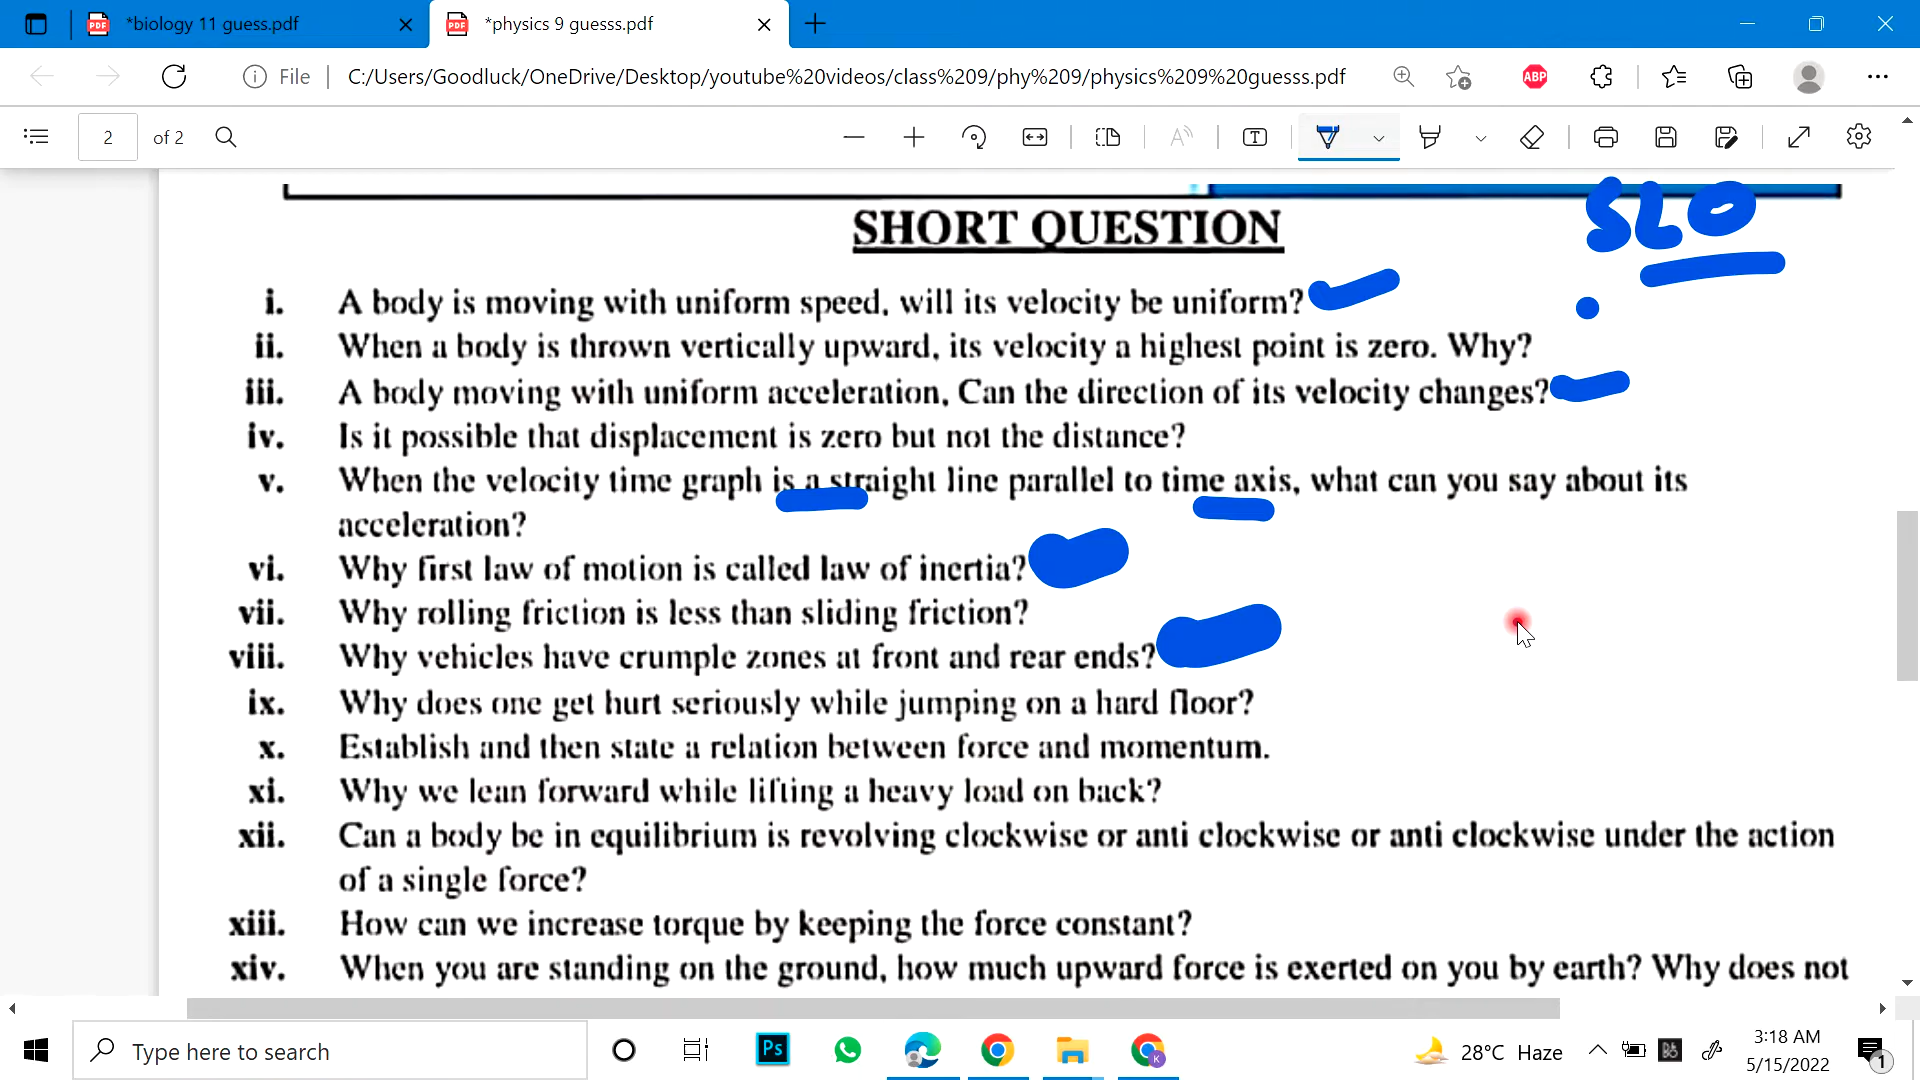 *biology 11 guess.pdf
*physics 9 guesss.pdf
File
C:/Users/Goodluck/OneDrive/Desktop/youtube%20videos/class%209/phy%209/physics%209%20guesss.pdf
ABP
2 of 2
SHORT QUESTION
SLO
i. A body is moving with uniform speed, will its velocity be uniform?
ii. When a body is thrown vertically upward, its velocity a highest point is zero. Why?
iii. A body moving with uniform acceleration, Can the direction of its velocity changes?
iv. Is it possible that displacement is zero but not the distance?
v. When the velocity time graph is a straight line parallel to time axis, what can you say about its
acceleration?
vi. Why first law of motion is called law of inertia?
vii. Why rolling friction is less than sliding friction?
viii. Why vehicles have crumple zones at front and rear ends?
ix. Why does one get hurt seriously while jumping on a hard floor?
x. Establish and then state a relation between force and momentum.
xi. Why we lean forward while lifting a heavy load on back?
xii. Can a body be in equilibrium is revolving clockwise or anti clockwise or anti clockwise under the action
of a single force?
xiii. How can we increase torque by keeping the force constant?
xiv. When you are standing on the ground, how much upward force is exerted on you by earth? Why does not
Type here to search
Ps
K
28°C Haze
3:18 AM
5/15/2022
1